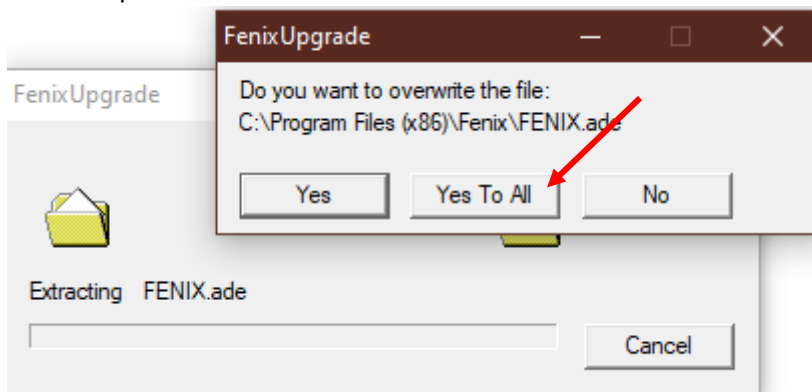 FenixUpgrade
Do you want to overwrite the file:
C:\Program Files (x86)\Fenix\FENIX.ade
Yes
Yes To All
No
FenixUpgrade
Extracting FENIX.ade
Cancel